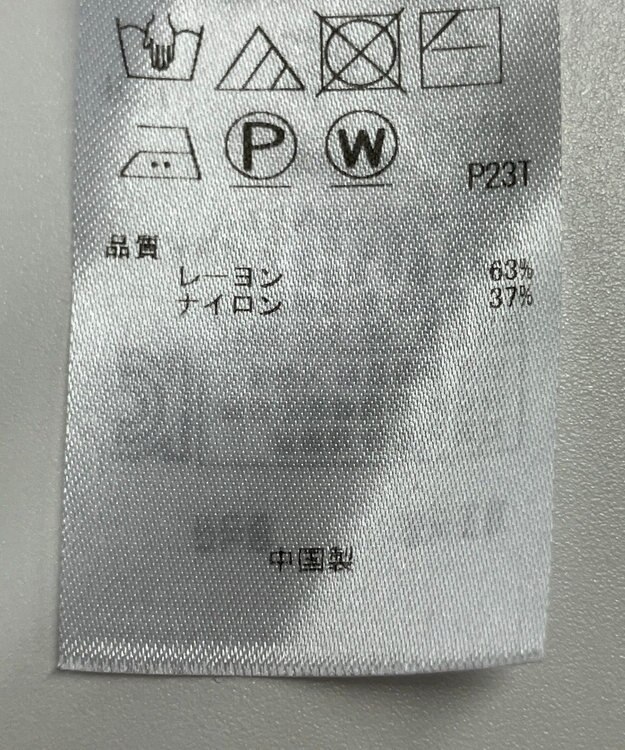 P W
P23T
品質
レーヨン 63%
ナイロン 37%
中国製